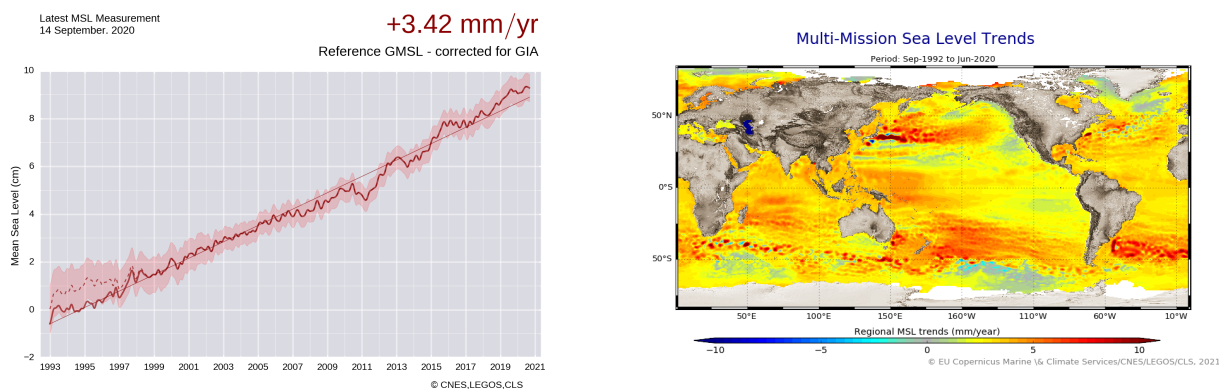 Latest MSL Measurement
14 September. 2020
+3.42 mm/yr
Reference GMSL - corrected for GIA
Mean Sea Level (cm)
10
8
6
4
2
0
−2
1993 1995 1997 1999 2001 2003 2005 2007 2009 2011 2013 2015 2017 2019 2021
© CNES,LEGOS,CLS
Multi-Mission Sea Level Trends
Period: Sep-1992 to Jun-2020
50°N
0°S
50°S
50°E 100°E 150°E 160°W 110°W 60°W 10°W
Regional MSL trends (mm/year)
−10 −5 0 5 10
© EU Copernicus Marine \& Climate Services/CNES/LEGOS/CLS, 2021